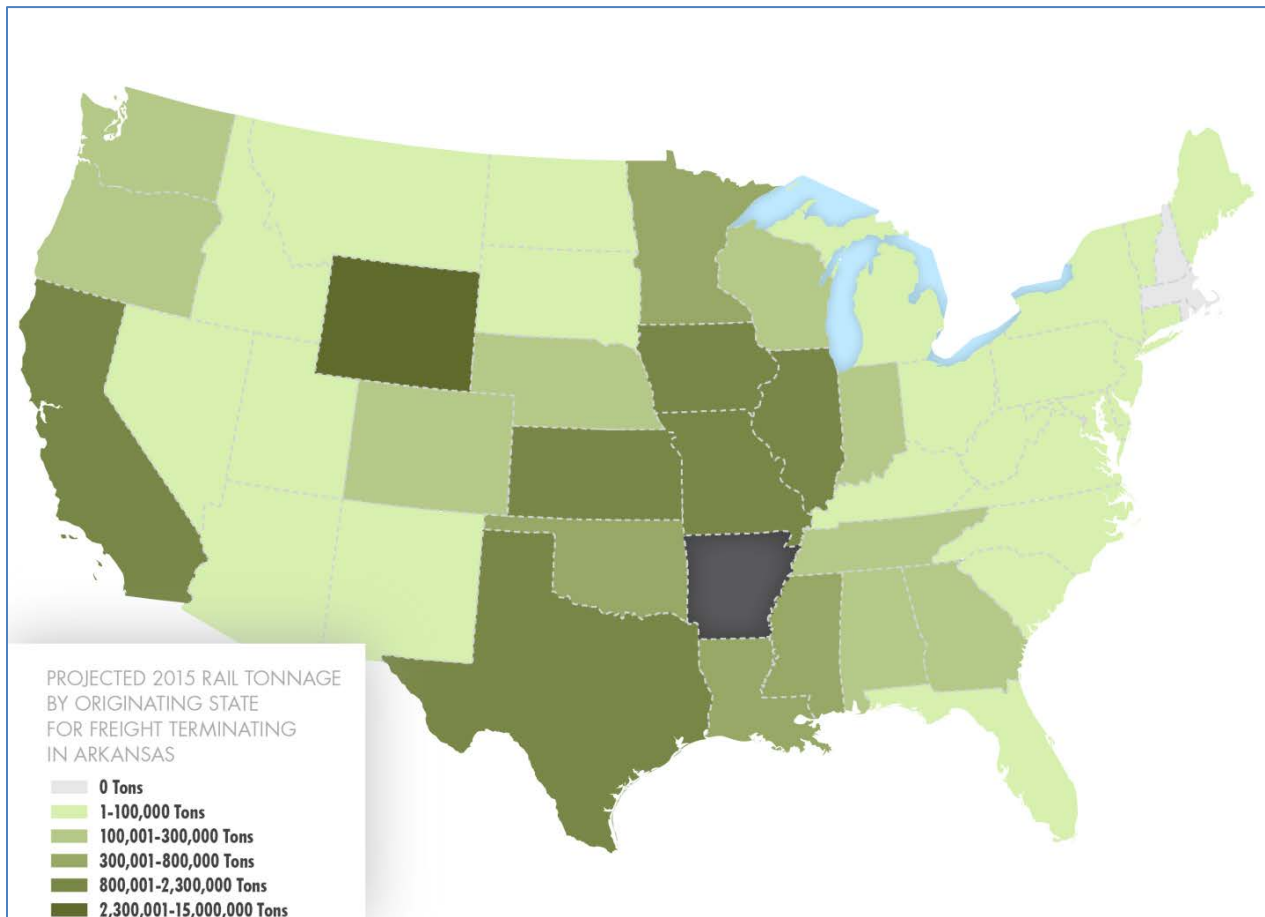 PROJECTED 2015 RAIL TONNAGE
BY ORIGINATING STATE
FOR FREIGHT TERMINATING
IN ARKANSAS
0 Tons
1-100,000 Tons
100,001-300,000 Tons
300,001-800,000 Tons
800,001-2,300,000 Tons
2,300,001-15,000,000 Tons